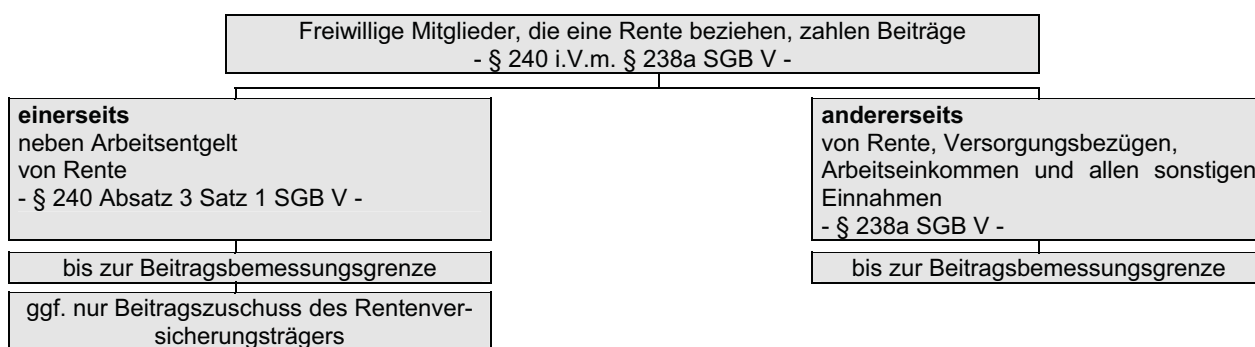 Freiwillige Mitglieder, die eine Rente beziehen, zahlen Beiträge
- § 240 i.V.m. § 238a SGB V -
einerseits
neben Arbeitsentgelt
von Rente
- § 240 Absatz 3 Satz 1 SGB V -
bis zur Beitragsbemessungsgrenze
ggf. nur Beitragszuschuss des Rentenver-
sicherungsträgers
andererseits
von Rente, Versorgungsbezügen,
Arbeitseinkommen und allen sonstigen
Einnahmen
- § 238a SGB V -
bis zur Beitragsbemessungsgrenze